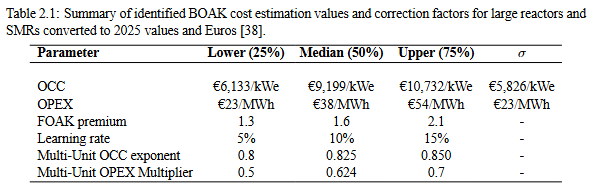 Table 2.1: Summary of identified BOAK cost estimation values and correction factors for large reactors and
SMRs converted to 2025 values and Euros [38].
Parameter Lower (25%) Median (50%) Upper (75%) σ
OCC €6,133/kWe €9,199/kWe €10,732/kWe €5,826/kWe
OPEX €23/MWh €38/MWh €54/MWh €23/MWh
FOAK premium 1.3 1.6 2.1 -
Learning rate 5% 10% 15% -
Multi-Unit OCC exponent 0.8 0.825 0.850 -
Multi-Unit OPEX Multiplier 0.5 0.624 0.7 -